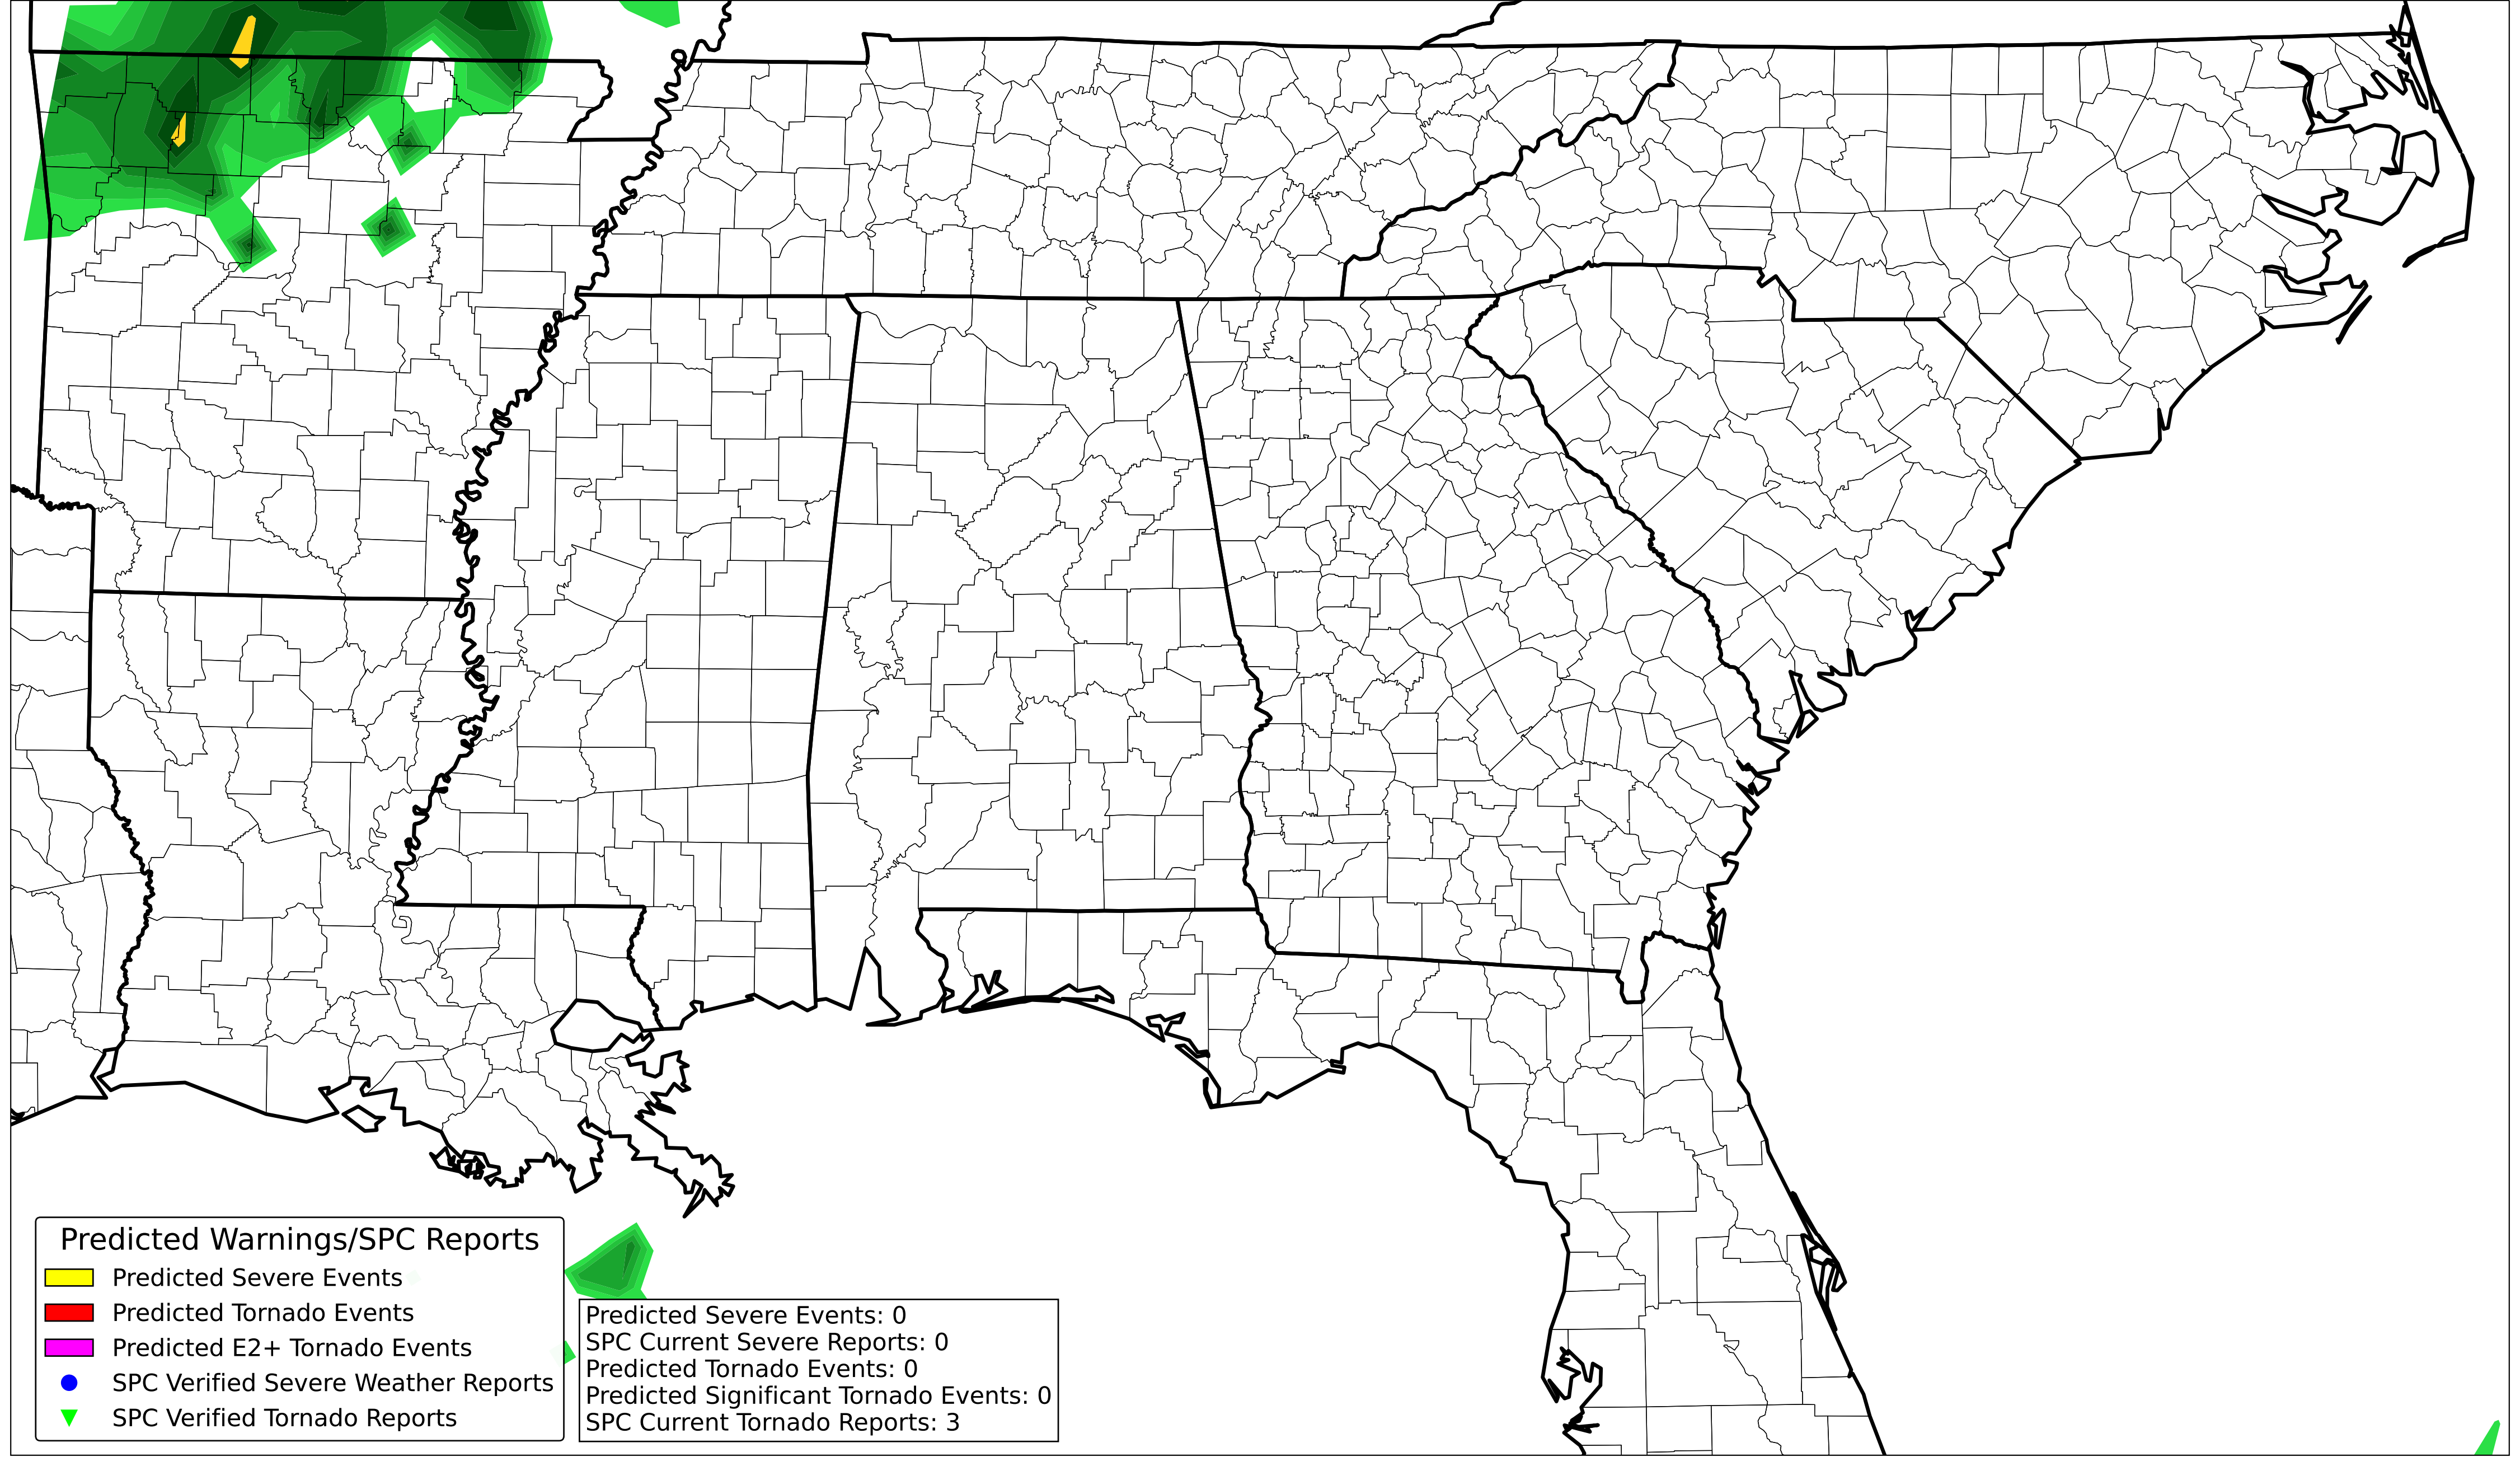 Predicted Warnings/SPC Reports
Predicted Severe Events
Predicted Tornado Events
Predicted E2+ Tornado Events
SPC Verified Severe Weather Reports
SPC Verified Tornado Reports
Predicted Severe Events: 0
SPC Current Severe Reports: 0
Predicted Tornado Events: 0
Predicted Significant Tornado Events: 0
SPC Current Tornado Reports: 3